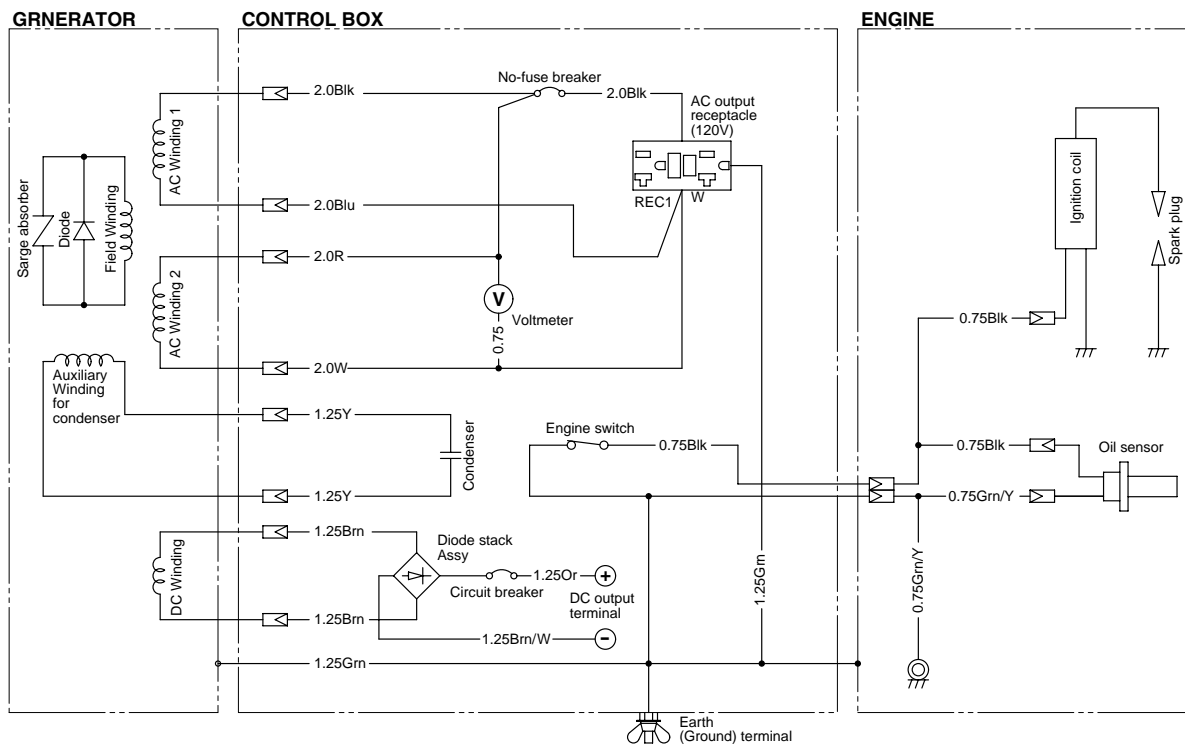 GRNERATOR
CONTROL BOX
ENGINE
Sarge absorber
Diode
Field Winding
AC Winding 1
AC Winding 2
Auxiliary
Winding
for
condenser
DC Winding
2.0Blk
No-fuse breaker
2.0Blk
AC output
receptacle
(120V)
REC1
W
2.0Blu
2.0R
V
Voltmeter
0.75
2.0W
1.25Y
Condenser
1.25Y
Engine switch
0.75Blk
1.25Brn
Diode stack
Assy
1.25Or
+
Circuit breaker
DC output
terminal
1.25Brn
1.25Brn/W
−
1.25Grn
1.25Grn
Earth
(Ground) terminal
Ignition coil
Spark plug
0.75Blk
0.75Blk
Oil sensor
0.75Grn/Y
0.75Grn/Y